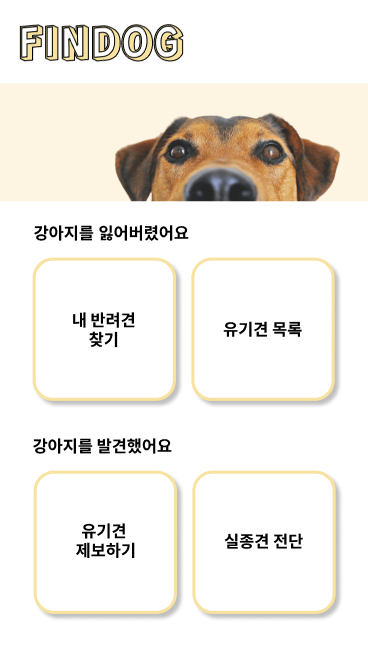 FINDOG
강아지를 잃어버렸어요
내 반려견
찾기
유기견 목록
강아지를 발견했어요
유기견
제보하기
실종견 전단